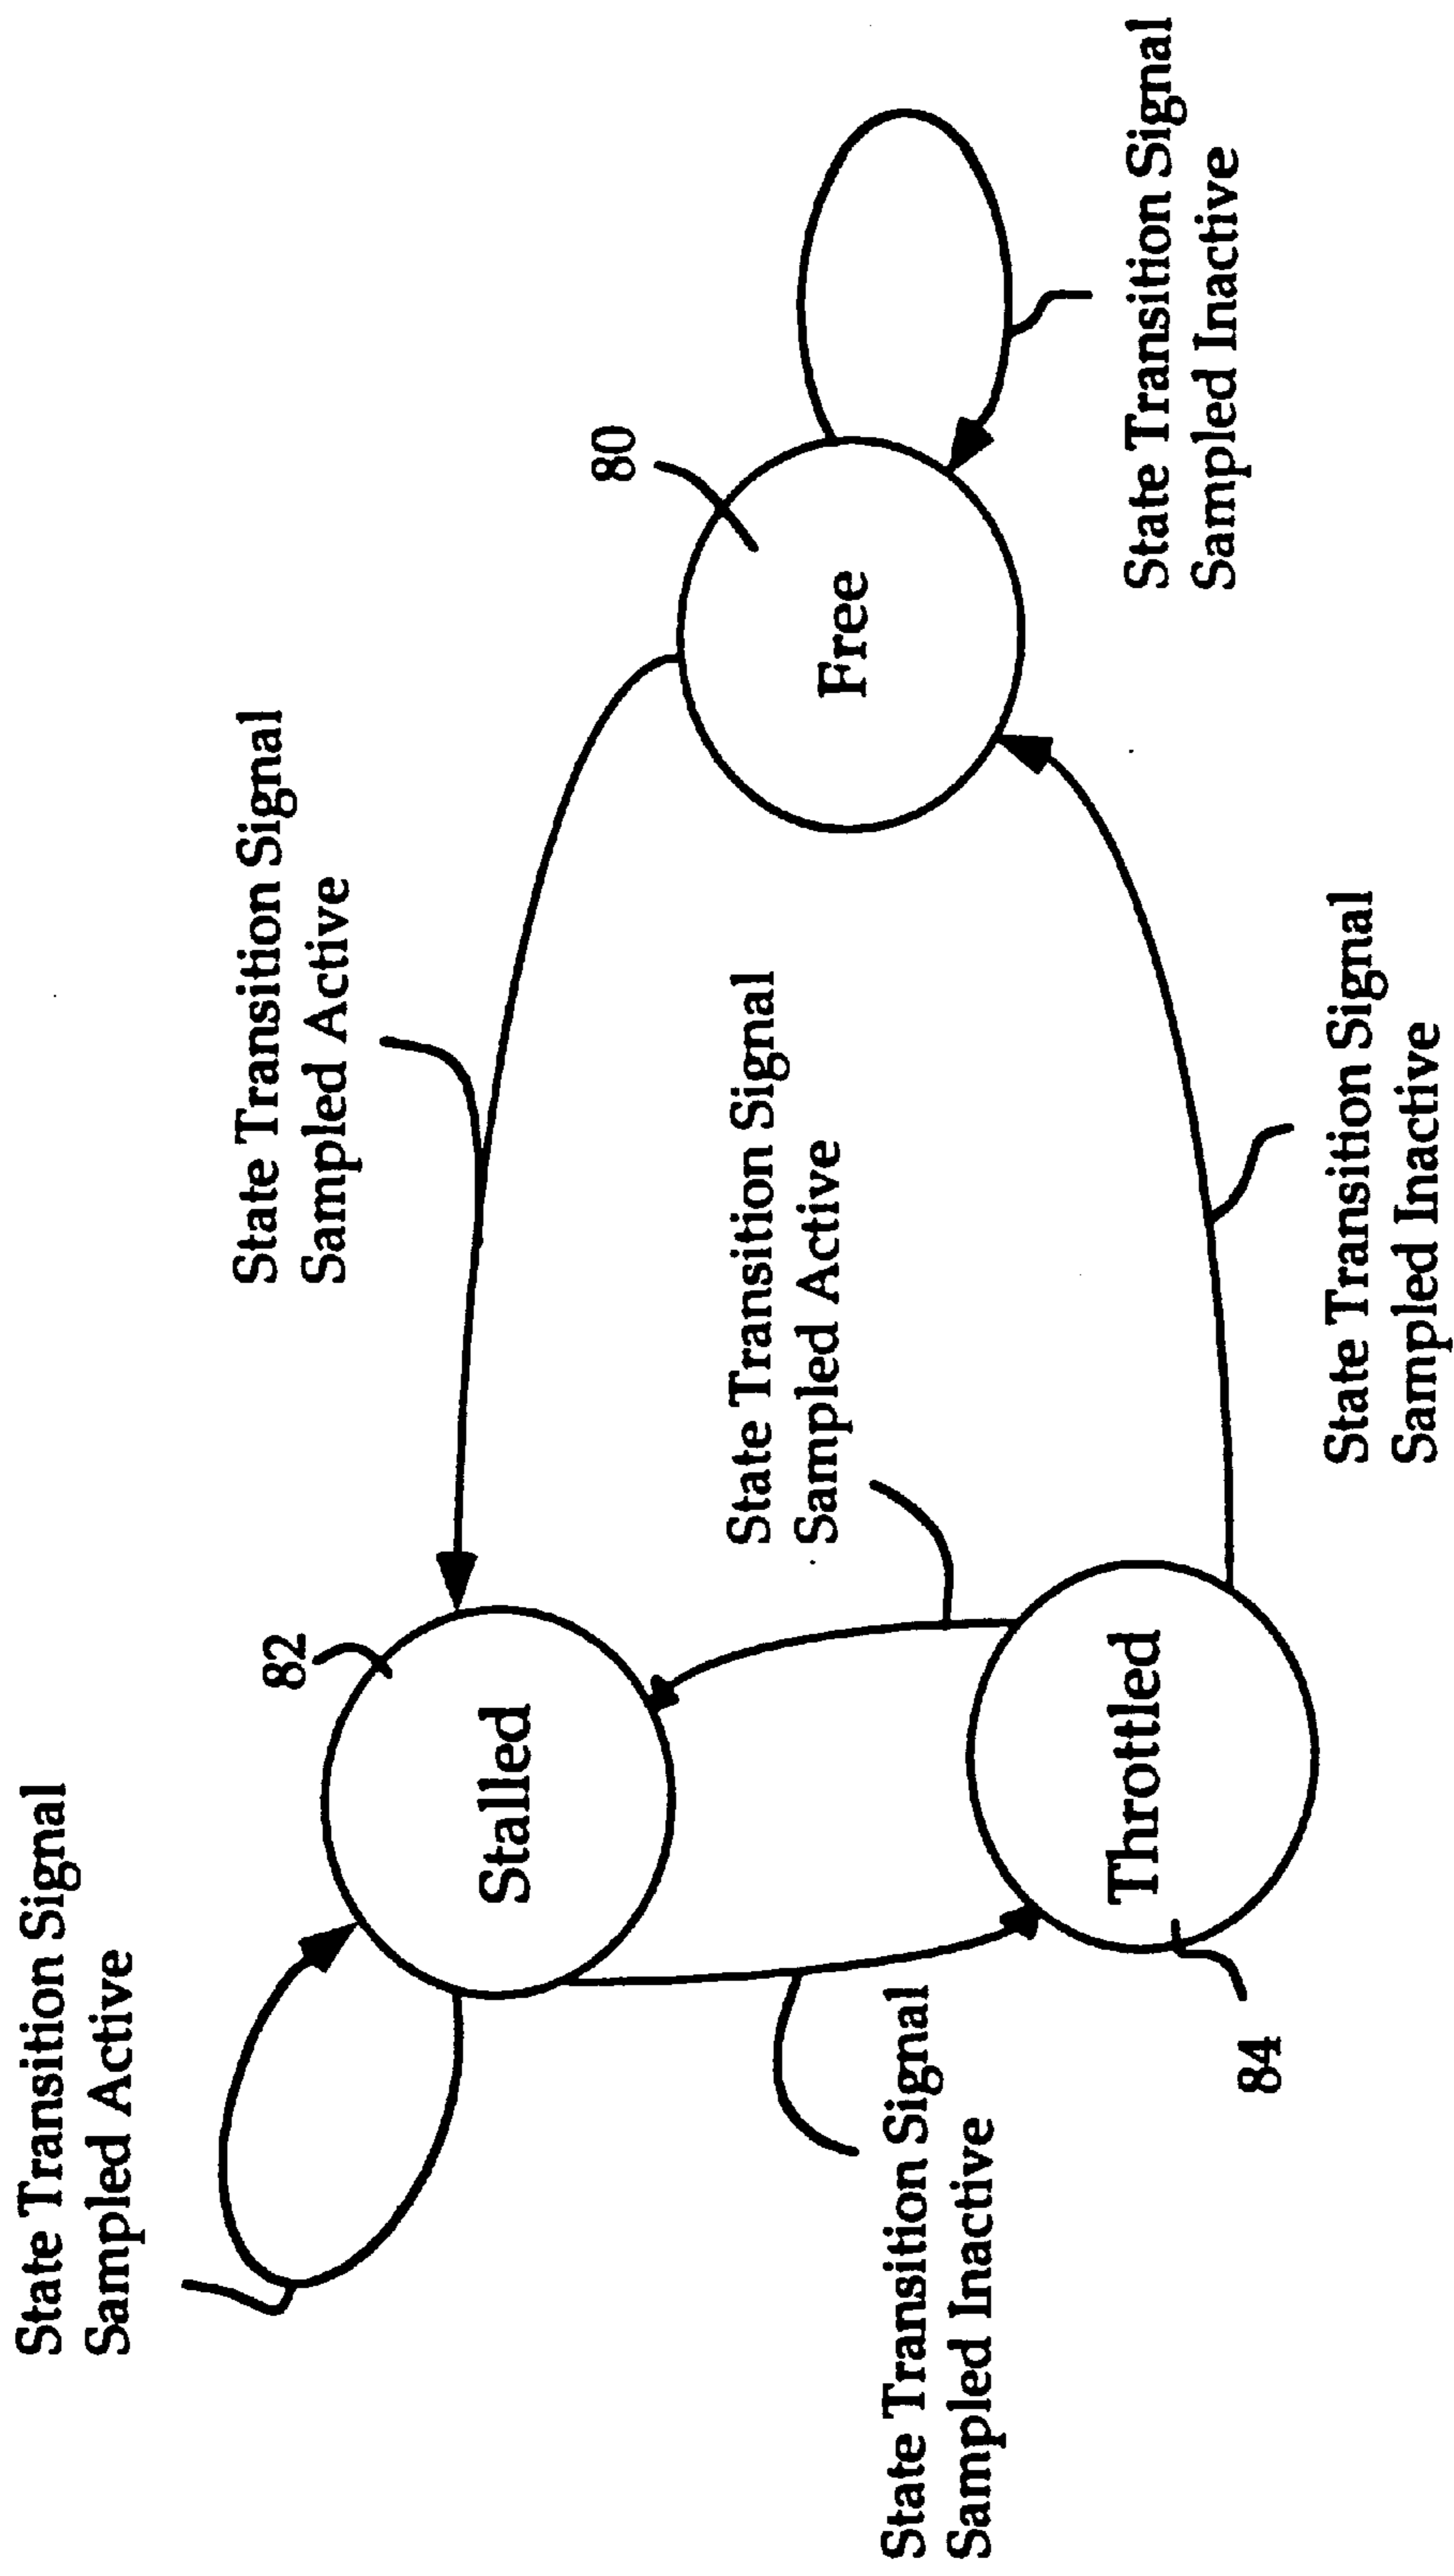 State Transition Signal
Sampled Active
82
Stalled
State Transition Signal
Sampled Active
80
Free
State Transition Signal
Sampled Active
State Transition Signal
Sampled Inactive
Throttled
84
State Transition Signal
Sampled Inactive
State Transition Signal
Sampled Inactive